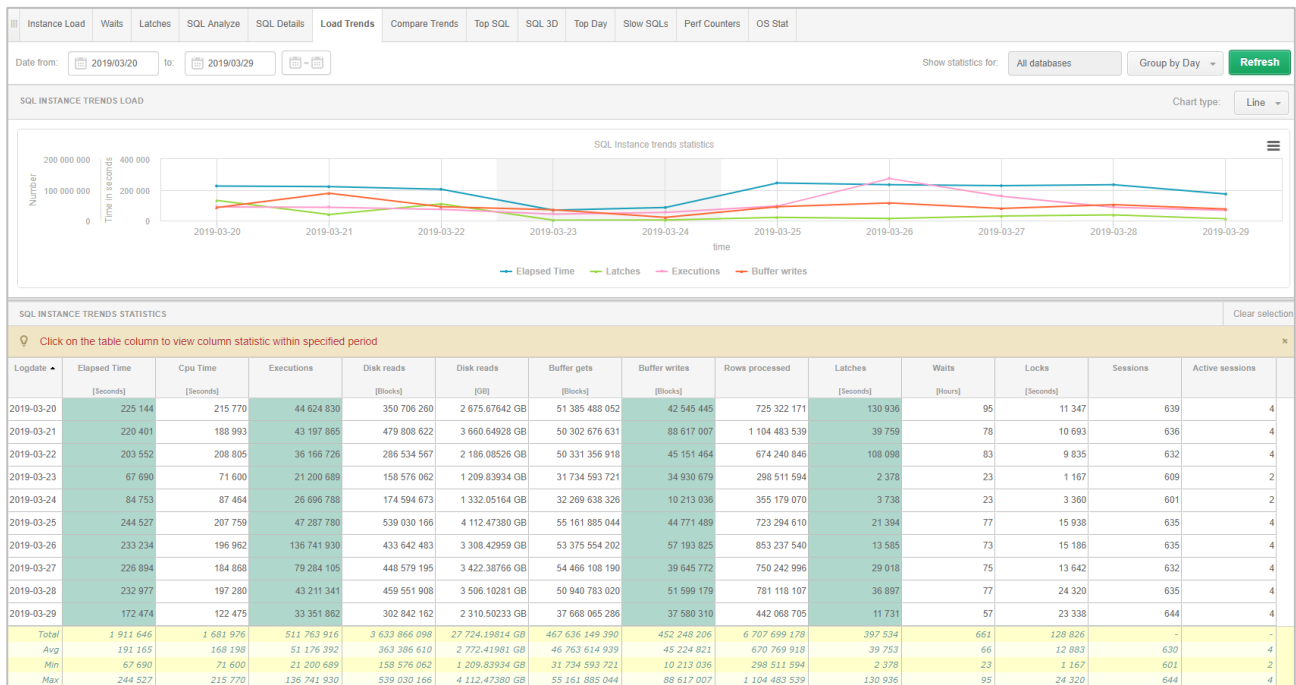 Instance Load Waits Latches SQL Analyze SQL Details Load Trends Compare Trends Top SQL SQL 3D Top Day Slow SQLs Perf Counters OS Stat
Date from: 2019/03/20 to: 2019/03/29 Show statistics for: All databases Group by Day Refresh
SQL INSTANCE TRENDS LOAD Chart type: Line
SQL Instance trends statistics
Number
200 000 000
100 000 000
0
Time in seconds
400 000
200 000
0
2019-03-20 2019-03-21 2019-03-22 2019-03-23 2019-03-24 2019-03-25 2019-03-26 2019-03-27 2019-03-28 2019-03-29
time
Elapsed Time Latches Executions Buffer writes
SQL INSTANCE TRENDS STATISTICS Clear selection
Click on the table column to view column statistic within specified period ×
Logdate Elapsed Time Cpu Time Executions Disk reads Disk reads Buffer gets Buffer writes Rows processed Latches Waits Locks Sessions Active sessions
[Seconds] [Seconds] [Blocks] [GB] [Blocks] [Blocks] [Seconds] [Hours] [Seconds]
2019-03-20 225 144 215 770 44 624 830 350 706 260 2 675.67642 GB 51 385 488 052 42 545 445 725 322 171 130 936 95 11 347 639 4
2019-03-21 220 401 188 993 43 197 865 479 808 622 3 660.64928 GB 50 302 676 631 88 617 007 1 104 483 539 39 759 78 10 693 636 4
2019-03-22 203 552 208 805 36 166 726 286 534 567 2 186.08526 GB 50 331 356 918 45 151 464 674 240 846 108 098 83 9 835 632 4
2019-03-23 67 690 71 600 21 200 689 158 576 062 1 209.83934 GB 31 734 593 721 34 930 679 298 511 594 2 378 23 1 167 609 2
2019-03-24 84 753 87 464 26 696 788 174 594 673 1 332.05164 GB 32 269 638 326 10 213 036 355 179 070 3 738 23 3 360 601 2
2019-03-25 244 527 207 759 47 287 780 539 030 166 4 112.47380 GB 55 161 885 044 44 771 489 723 294 610 21 394 77 15 938 635 4
2019-03-26 233 234 196 962 136 741 930 433 642 483 3 308.42959 GB 53 375 554 202 57 193 825 853 237 540 13 585 73 15 186 635 4
2019-03-27 226 894 184 868 79 284 105 448 579 195 3 422.38766 GB 54 466 108 190 39 645 772 750 242 996 29 018 75 13 642 632 4
2019-03-28 232 977 197 280 43 211 341 459 551 908 3 506.10281 GB 50 940 783 020 51 599 179 781 118 107 36 897 77 24 320 635 4
2019-03-29 172 474 122 475 33 351 862 302 842 162 2 310.50233 GB 37 668 065 286 37 580 310 442 068 705 11 731 57 23 338 644 4
Total 1 911 646 1 681 976 511 763 916 3 633 866 098 27 724.19814 GB 467 636 149 390 452 248 206 6 707 699 178 397 534 661 128 826 - -
Avg 191 165 168 198 51 176 392 363 386 610 2 772.41981 GB 46 763 614 939 45 224 821 670 769 918 39 753 66 12 883 630 4
Min 67 690 71 600 21 200 689 158 576 062 1 209.83934 GB 31 734 593 721 10 213 036 298 511 594 2 378 23 1 167 601 2
Max 244 527 215 770 136 741 930 539 030 166 4 112.47380 GB 55 161 885 044 88 617 007 1 104 483 539 130 936 95 24 320 644 4